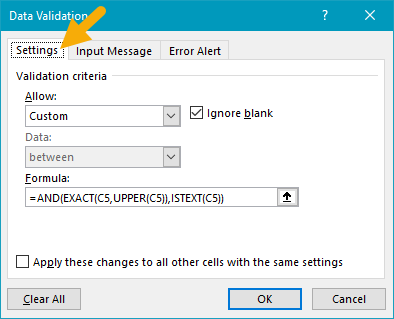 Data Validation
?
Settings Input Message Error Alert
Validation criteria
Allow:
Custom Ignore blank
Data:
between
Formula:
=AND(EXACT(C5,UPPER(C5)),ISTEXT(C5))
Apply these changes to all other cells with the same settings
Clear All OK Cancel